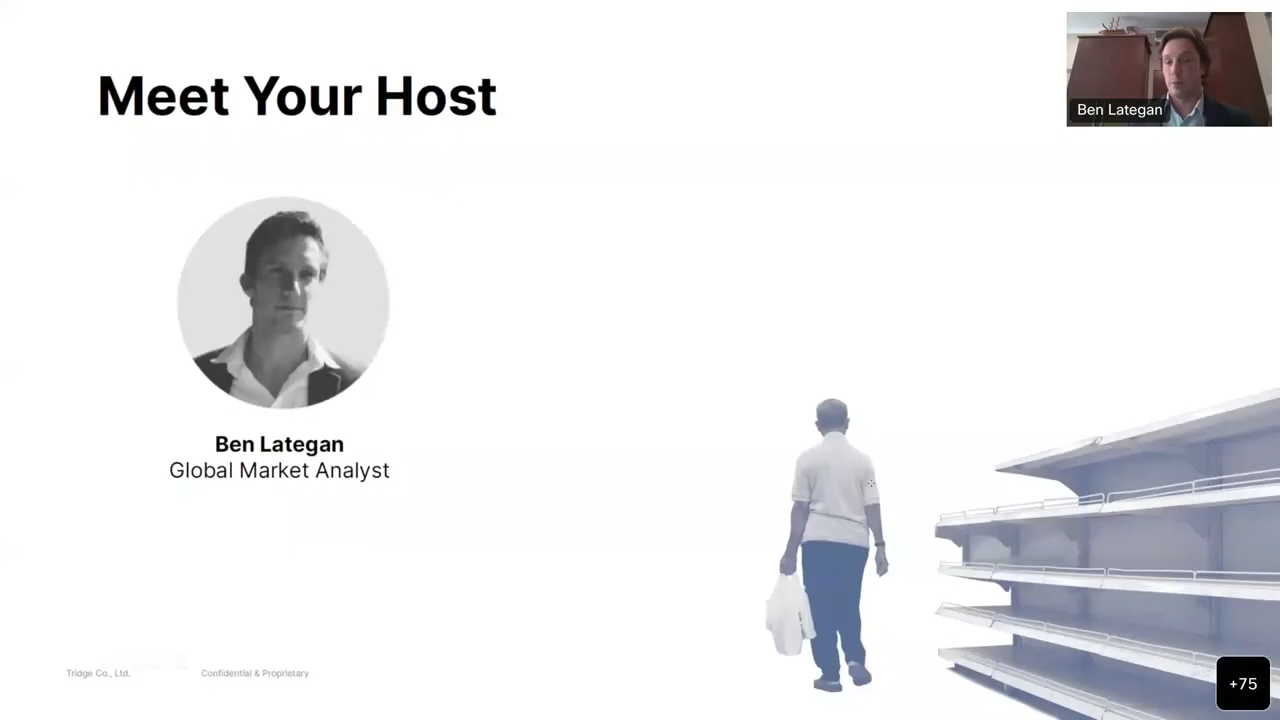 Meet Your Host
Ben Lategan
Ben Lategan
Global Market Analyst
Tridge Co., Ltd.
Confidential & Proprietary
+75